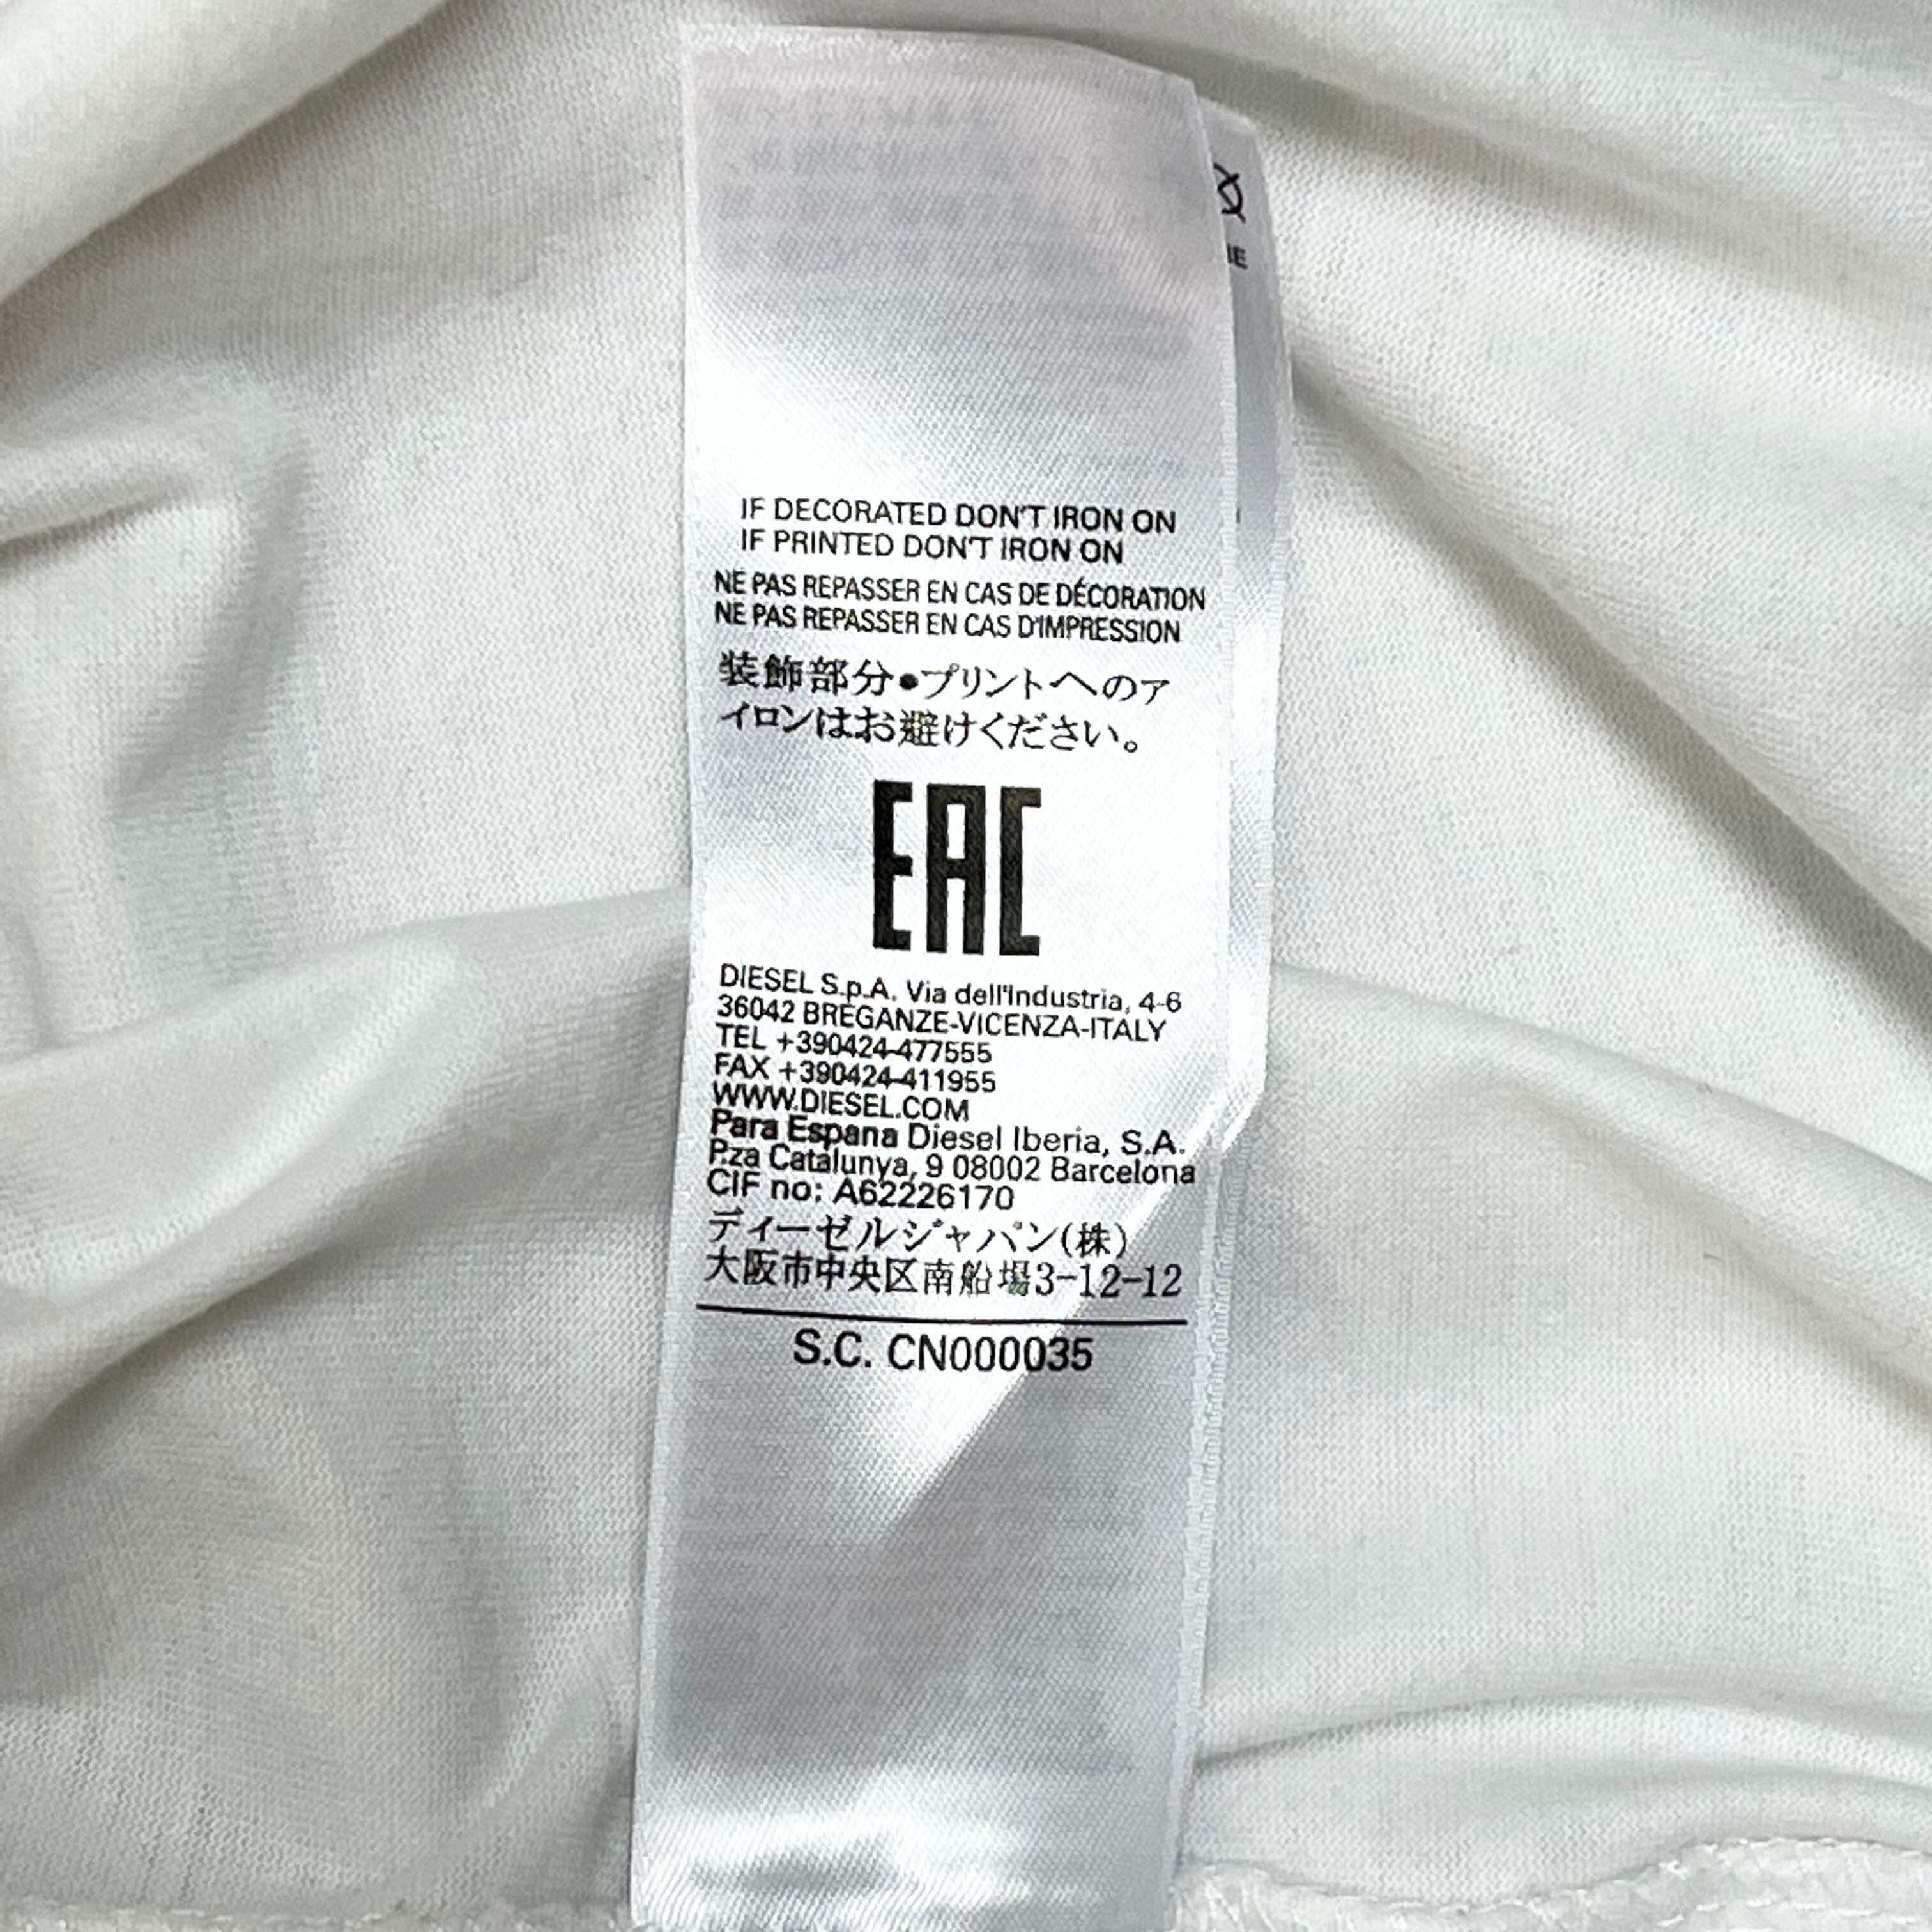 IF DECORATED DON'T IRON ON
IF PRINTED DON'T IRON ON
NE PAS REPASSER EN CAS DE DÉCORATION
NE PAS REPASSER EN CAS D'IMPRESSION
装飾部分●プリントへのア
イロンはお避けください。
EAC
DIESEL S.p.A. Via dell'Industria, 4-6
36042 BREGANZE-VICENZA-ITALY
TEL +390424-477555
FAX +390424-411955
WWW.DIESEL.COM
Para Espana Diesel Iberia, S.A.
P.za Catalunya, 9 08002 Barcelona
CIF no: A62226170
ディーゼルジャパン(株)
大阪市中央区南船場3-12-12
S.C. CN000035